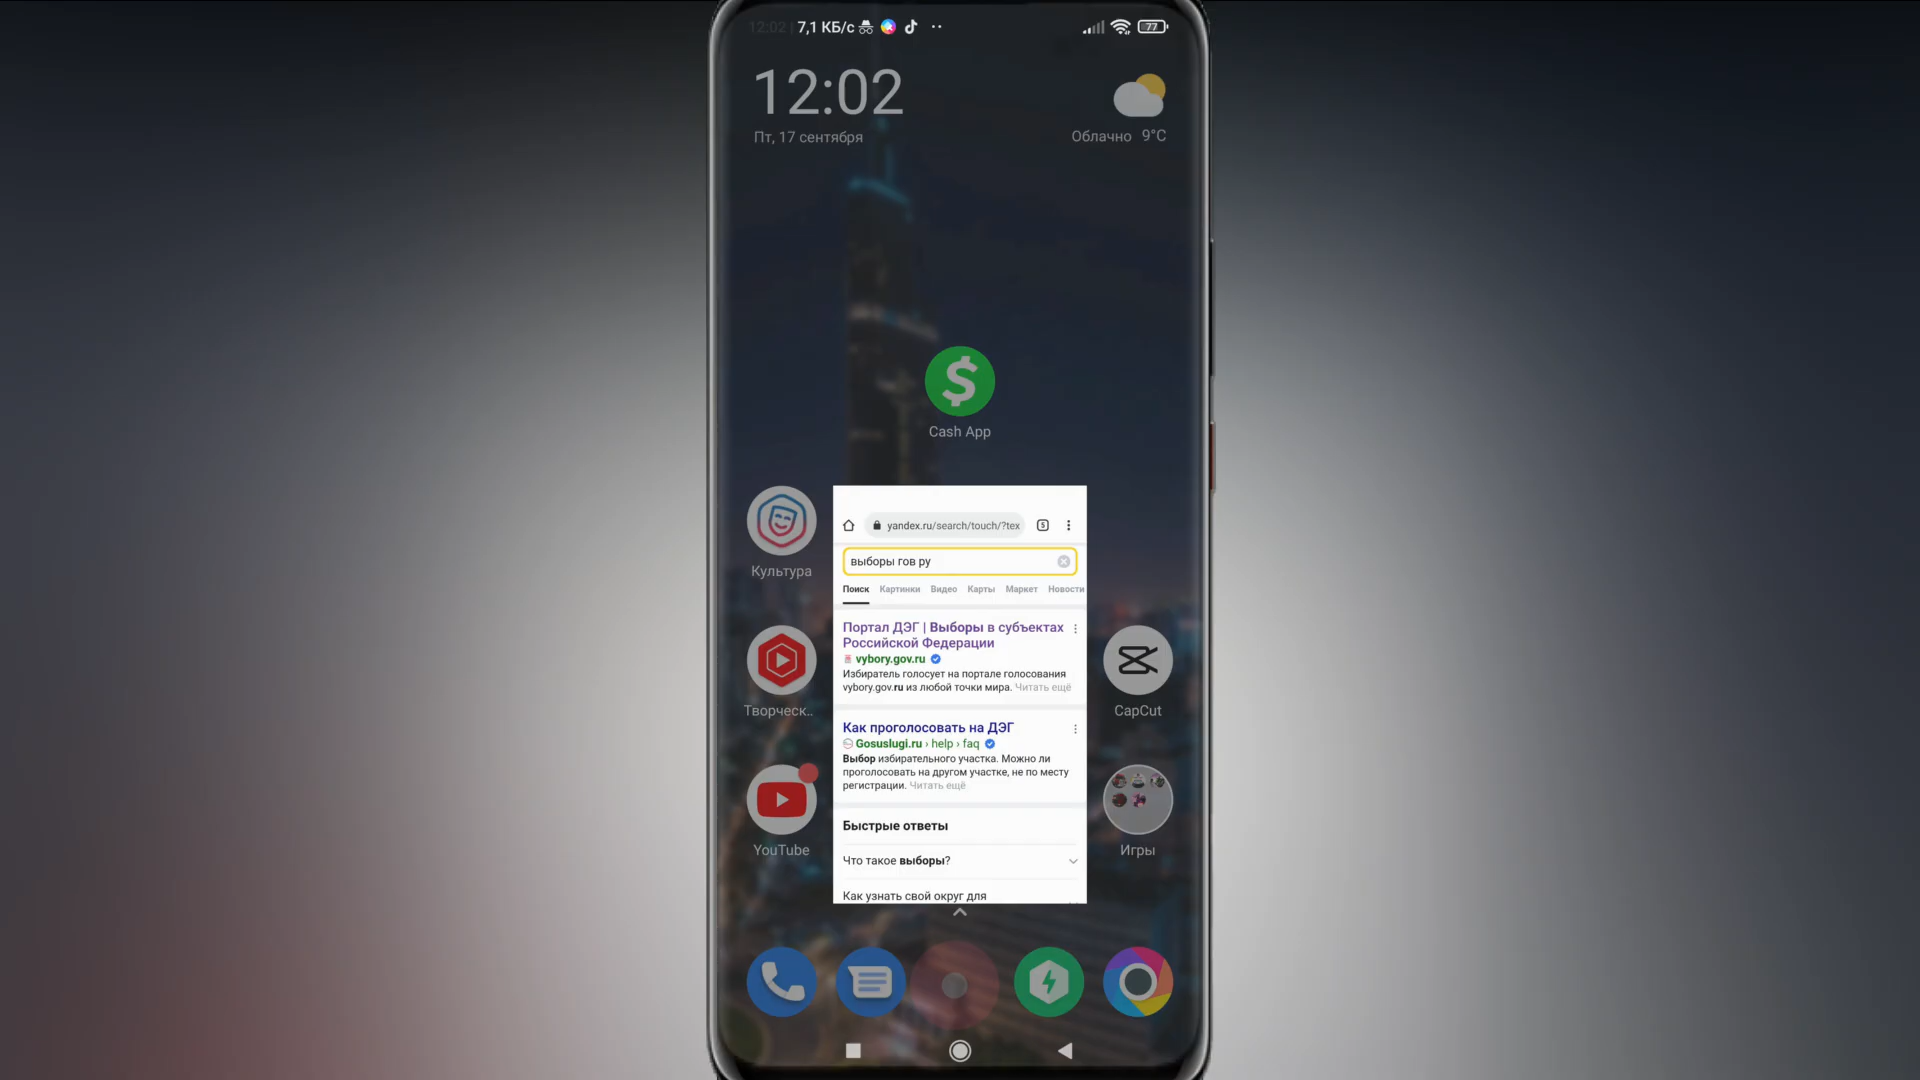 12:02 | 7,1 КБ/с
77
12:02
Пт, 17 сентября
Облачно 9°C
Cash App
Культура
yandex.ru/search/touch/?tex
5
выборы гов ру
Поиск Картинки Видео Карты Маркет Новости
Портал ДЭГ | Выборы в субъектах
Российской Федерации
vybory.gov.ru
Избиратель голосует на портале голосования
vybory.gov.ru из любой точки мира. Читать ещё
Как проголосовать на ДЭГ
Gosuslugi.ru › help › faq
Выбор избирательного участка. Можно ли
проголосовать на другом участке, не по месту
регистрации. Читать ещё
Быстрые ответы
Что такое выборы?
Как узнать свой округ для
Творческ..
CapCut
YouTube
Игры